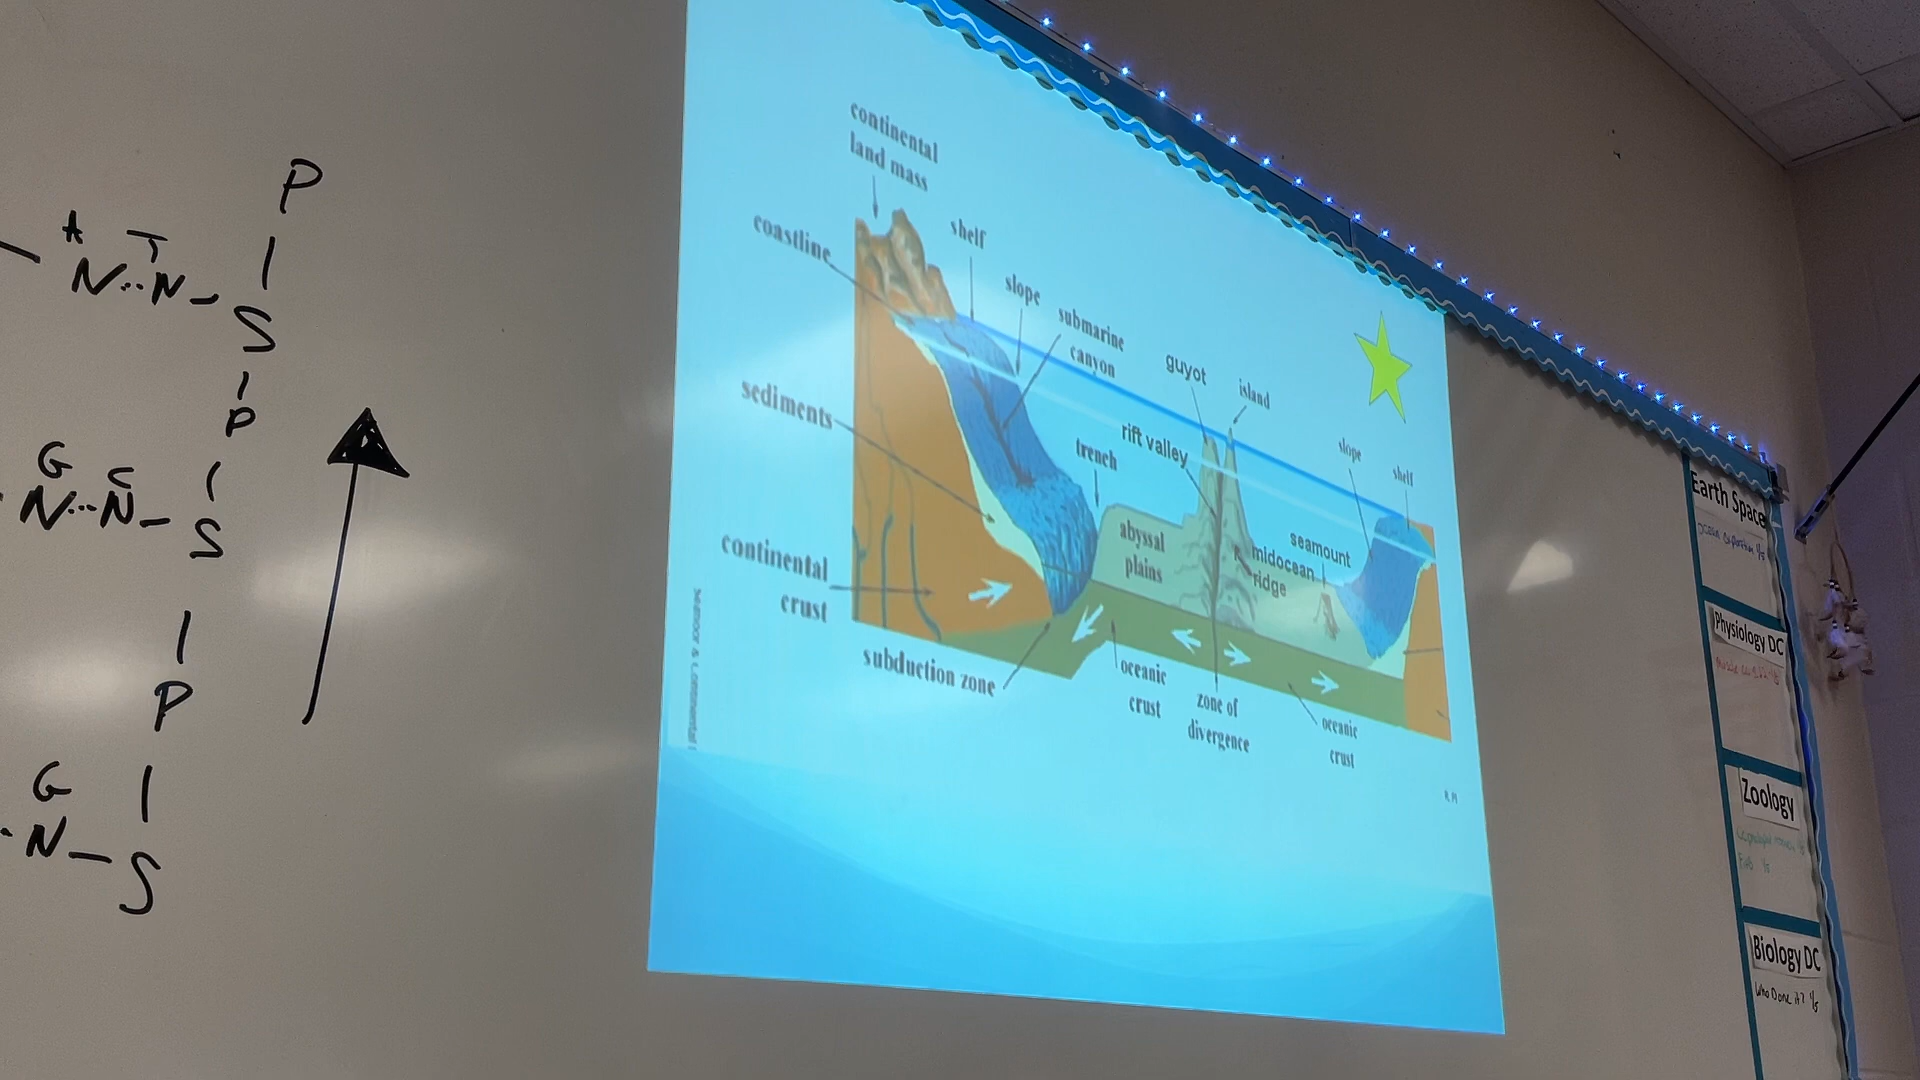 P
A T
N··N-
S
P
G C
N···N-
S
P
G
N-
S
continental
land mass
coastline
shelf
slope
submarine
canyon
guyot
island
sediments
rift valley
trench
slope
shelf
abyssal
plains
seamount
midocean
ridge
continental
crust
subduction zone
oceanic
crust
zone of
divergence
oceanic
crust
Earth Space
Physiology DC
Zoology
Biology DC
Who Done it? 1/5